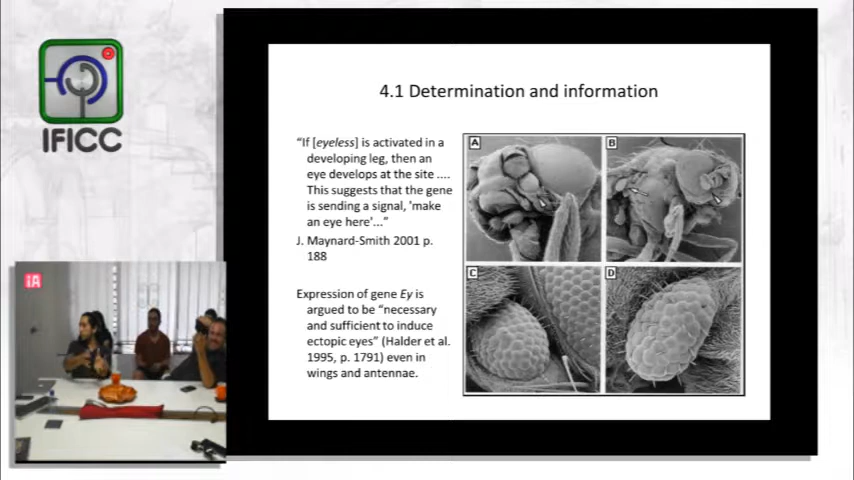 IFICC
iA
4.1 Determination and information
“If [eyeless] is activated in a
developing leg, then an
eye develops at the site ....
This suggests that the gene
is sending a signal, 'make
an eye here'...”
J. Maynard-Smith 2001 p.
188
Expression of gene Ey is
argued to be “necessary
and sufficient to induce
ectopic eyes” (Halder et al.
1995, p. 1791) even in
wings and antennae.
A
B
C
D